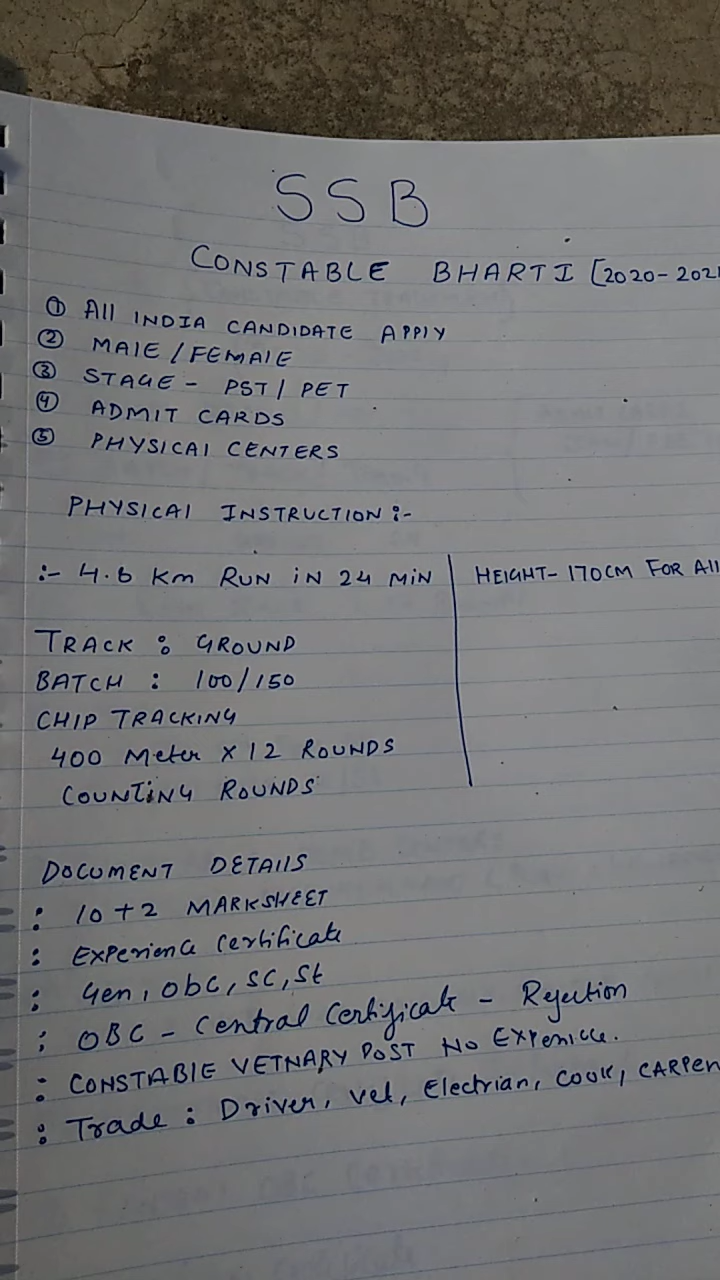 SSB
CONSTABLE BHARTI [2020-2021
① All INDIA CANDIDATE APPlY
② MAlE / FEMAlE
③ STAGE - PST / PET
④ ADMIT CARDS
⑤ PHYSICAl CENTERS
PHYSICAl INSTRUCTION :-
:- 4.6 Km RUN iN 24 MiN
HEIGHT- 170CM FOR All
TRACK : GROUND
BATCH : 100/150
CHIP TRACKING
400 Meter X 12 ROUNDS
COUNTiNG ROUNDS
DOCUMENT DETAIlS
: 10 +2 MARKSHEET
: EXPerienCe Certificate
: Gen, Obc, SC, St
: OBC - Central Certificate - Rejection
: CONSTABlE VETNARY POST NO EXPenicce.
: Trade : Driver, vet, Electrian, Cook, CARPEN